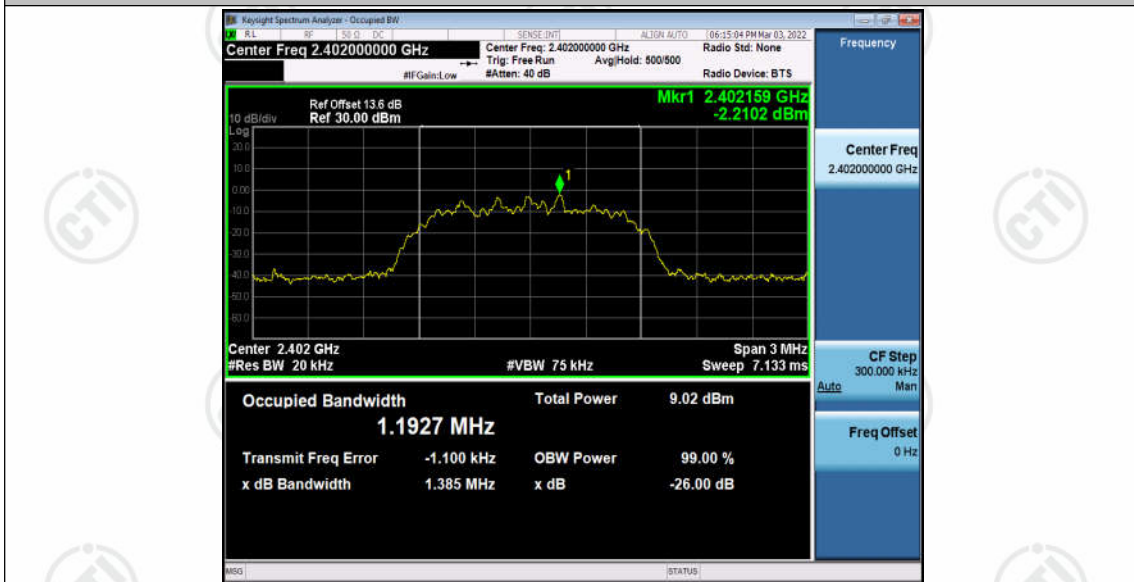 Keysight Spectrum Analyzer - Occupied BW
RL RF 50 Ω DC SENSE:INT ALIGN AUTO 06:15:04 PM Mar 03, 2022
Center Freq 2.402000000 GHz
Center Freq: 2.402000000 GHz
Radio Std: None
Trig: Free Run Avg|Hold: 500/500
#IFGain:Low #Atten: 40 dB
Radio Device: BTS
Frequency
Mkr1 2.402159 GHz
-2.2102 dBm
Ref Offset 13.6 dB
10 dB/div Ref 30.00 dBm
Log
20.0
10.0
0.00
-10.0
-20.0
-30.0
-40.0
-50.0
-60.0
1
Center 2.402 GHz Span 3 MHz
#Res BW 20 kHz #VBW 75 kHz Sweep 7.133 ms
Center Freq
2.402000000 GHz
CF Step
300.000 kHz
Auto Man
Freq Offset
0 Hz
Occupied Bandwidth Total Power 9.02 dBm
1.1927 MHz
Transmit Freq Error -1.100 kHz OBW Power 99.00 %
x dB Bandwidth 1.385 MHz x dB -26.00 dB
MSG STATUS
CTI
CTI